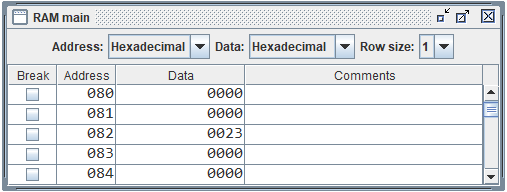 RAM main
Address: Hexadecimal Data: Hexadecimal Row size: 1
Break Address Data Comments
080 0000
081 0000
082 0023
083 0000
084 0000